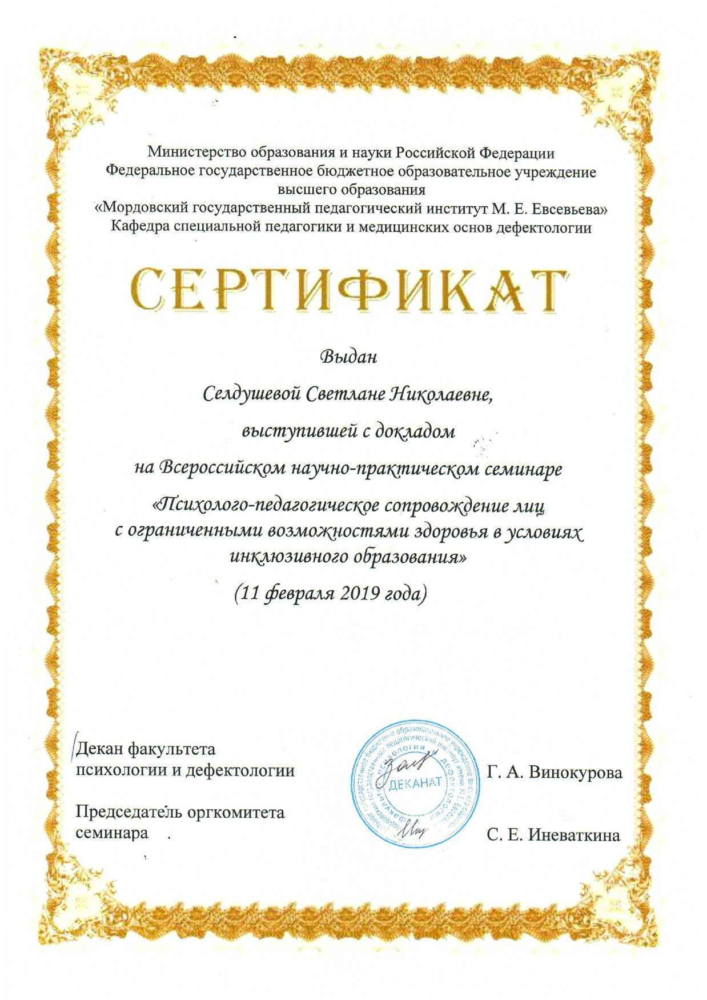 Министерство образования и науки Российской Федерации
Федеральное государственное бюджетное образовательное учреждение
высшего образования
«Мордовский государственный педагогический институт М. Е. Евсевьева»
Кафедра специальной педагогики и медицинских основ дефектологии
СЕРТИФИКАТ
Выдан
Селдушевой Светлане Николаевне,
выступившей с докладом
на Всероссийском научно-практическом семинаре
«Психолого-педагогическое сопровождение лиц
с ограниченными возможностями здоровья в условиях
инклюзивного образования»
(11 февраля 2019 года)
Декан факультета
психологии и дефектологии
Г. А. Винокурова
Председатель оргкомитета
семинара
С. Е. Иневаткина
ДЕКАНАТ